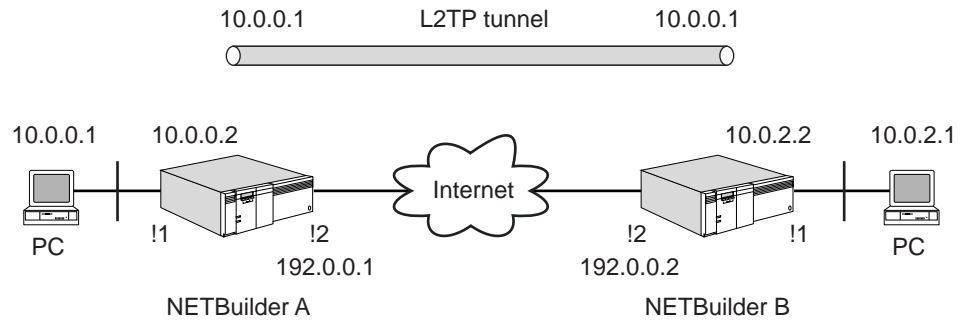 10.0.0.1 L2TP tunnel 10.0.0.1
10.0.0.1 10.0.0.2 10.0.2.2 10.0.2.1
Internet
PC !1 !2 !2 !1 PC
192.0.0.1 192.0.0.2
NETBuilder A NETBuilder B